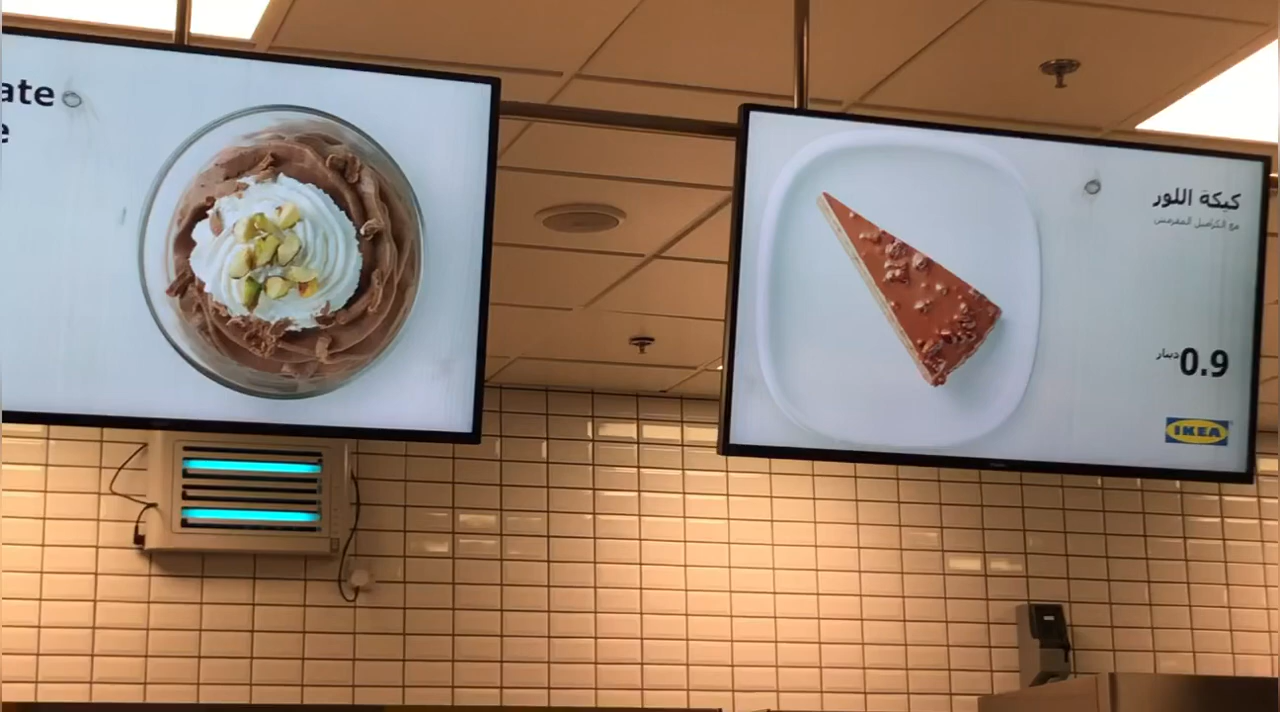 ate
e
كيكة اللوز
مع الكراميل المقرمش
0.9 دينار
IKEA